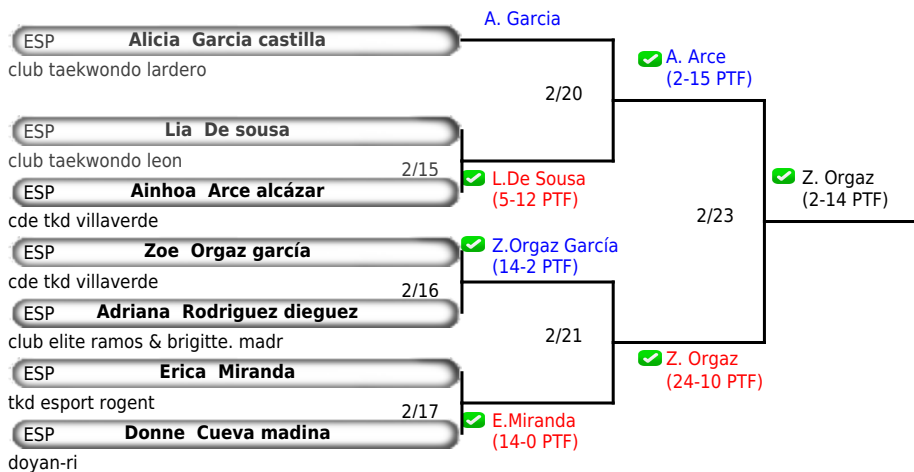 A. Garcia
ESP Alicia Garcia castilla
club taekwondo lardero
A. Arce
(2-15 PTF)
2/20
ESP Lia De sousa
club taekwondo leon
2/15
L.De Sousa
(5-12 PTF)
ESP Ainhoa Arce alcázar
cde tkd villaverde
Z. Orgaz
(2-14 PTF)
2/23
ESP Zoe Orgaz garcía
cde tkd villaverde
Z.Orgaz García
(14-2 PTF)
2/16
ESP Adriana Rodriguez dieguez
club elite ramos & brigitte. madr
2/21
ESP Erica Miranda
tkd esport rogent
Z. Orgaz
(24-10 PTF)
2/17
E.Miranda
(14-0 PTF)
ESP Donne Cueva madina
doyan-ri